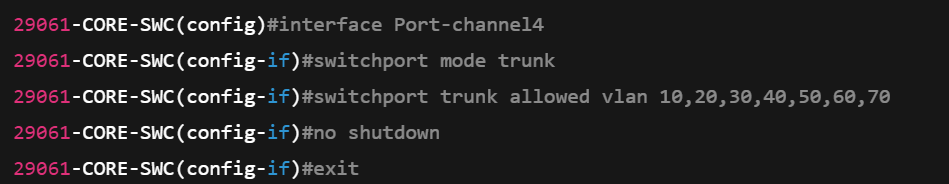 29061-CORE-SWC(config)#interface Port-channel4
29061-CORE-SWC(config-if)#switchport mode trunk
29061-CORE-SWC(config-if)#switchport trunk allowed vlan 10,20,30,40,50,60,70
29061-CORE-SWC(config-if)#no shutdown
29061-CORE-SWC(config-if)#exit